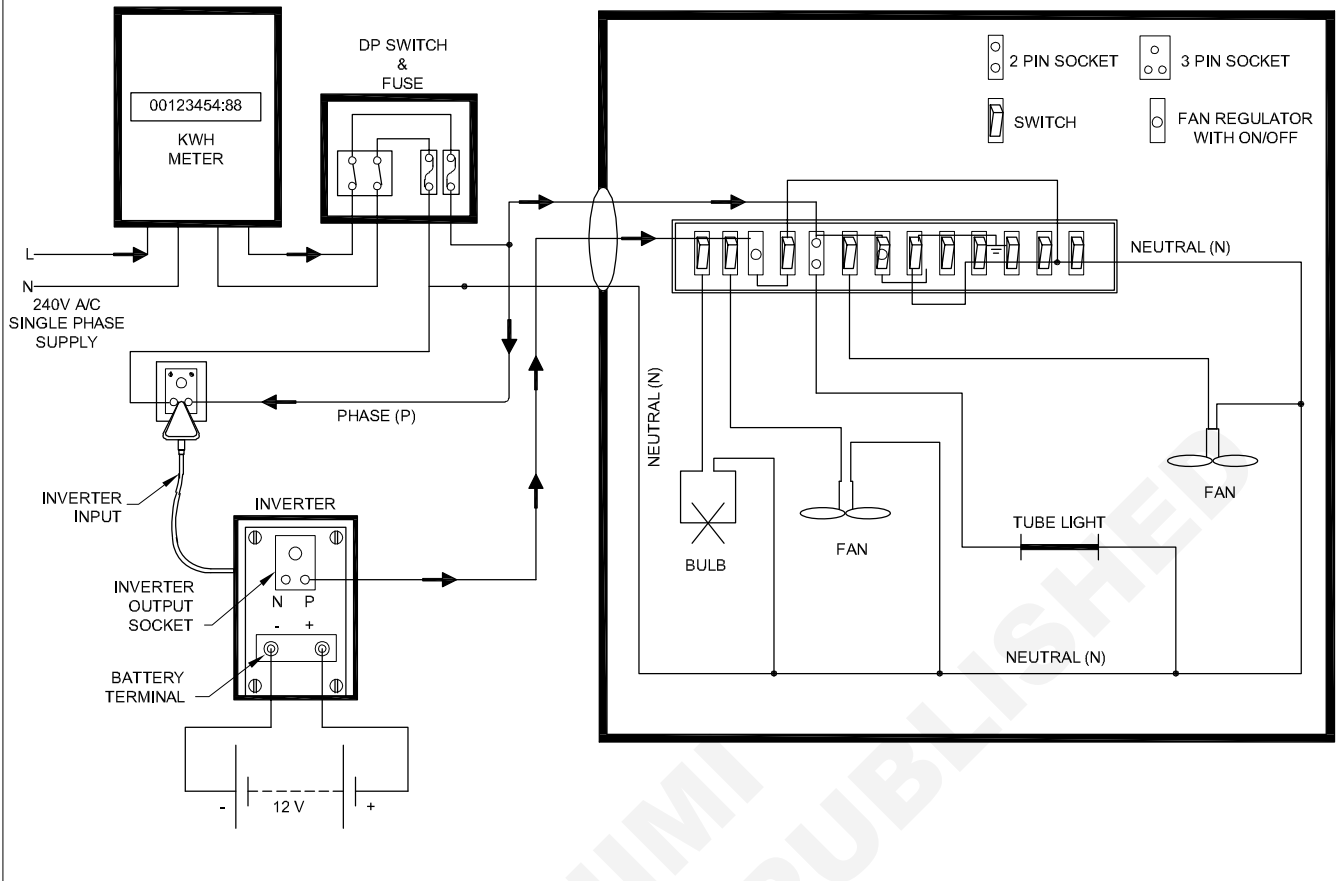 DP SWITCH
&
FUSE
00123454:88
KWH
METER
2 PIN SOCKET
3 PIN SOCKET
SWITCH
FAN REGULATOR
WITH ON/OFF
L
N
240V A/C
SINGLE PHASE
SUPPLY
NEUTRAL (N)
PHASE (P)
NEUTRAL (N)
INVERTER
INPUT
INVERTER
FAN
TUBE LIGHT
BULB
FAN
INVERTER
OUTPUT
SOCKET
N P
- +
BATTERY
TERMINAL
NEUTRAL (N)
- 12 V +
PUBLISHED